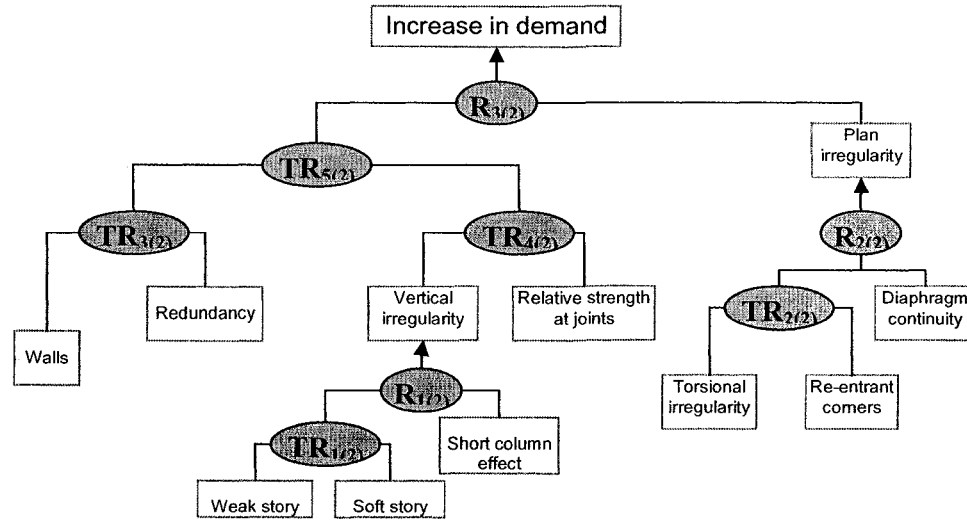 Increase in demand
R3(2)
Plan
irregularity
TR5(2)
TR3(2)
TR4(2)
R2(2)
Walls
Redundancy
Vertical
irregularity
Relative strength
at joints
TR2(2)
Diaphragm
continuity
R1(2)
Torsional
irregularity
Re-entrant
corners
TR1(2)
Short column
effect
Weak story
Soft story